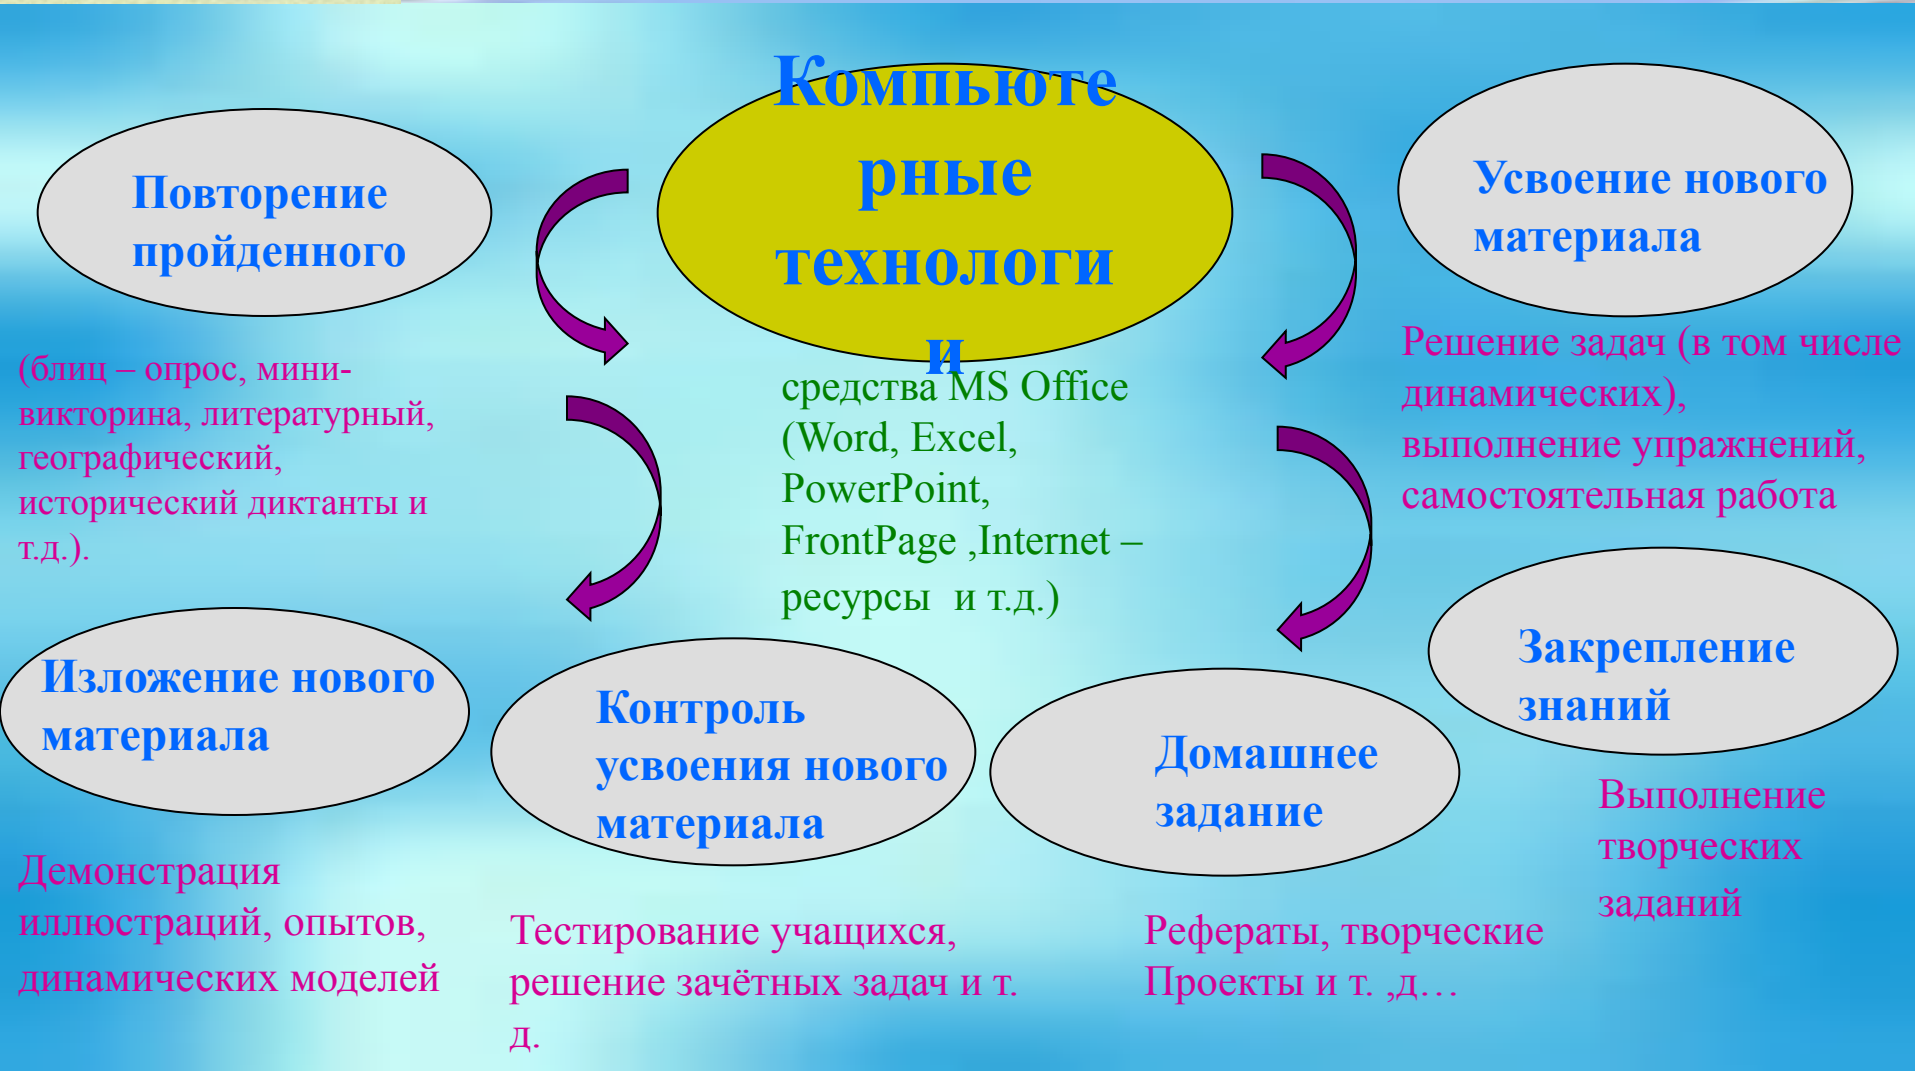 Компьюте
рные
технологи
и
средства MS Office
(Word, Excel,
PowerPoint,
FrontPage ,Internet –
ресурсы и т.д.)
Повторение
пройденного
(блиц – опрос, мини-
викторина, литературный,
географический,
исторический диктанты и
т.д.).
Усвоение нового
материала
Решение задач (в том числе
динамических),
выполнение упражнений,
самостоятельная работа
Изложение нового
материала
Демонстрация
иллюстраций, опытов,
динамических моделей
Контроль
усвоения нового
материала
Тестирование учащихся,
решение зачётных задач и т.
д.
Домашнее
задание
Рефераты, творческие
Проекты и т. ,д…
Закрепление
знаний
Выполнение
творческих
заданий